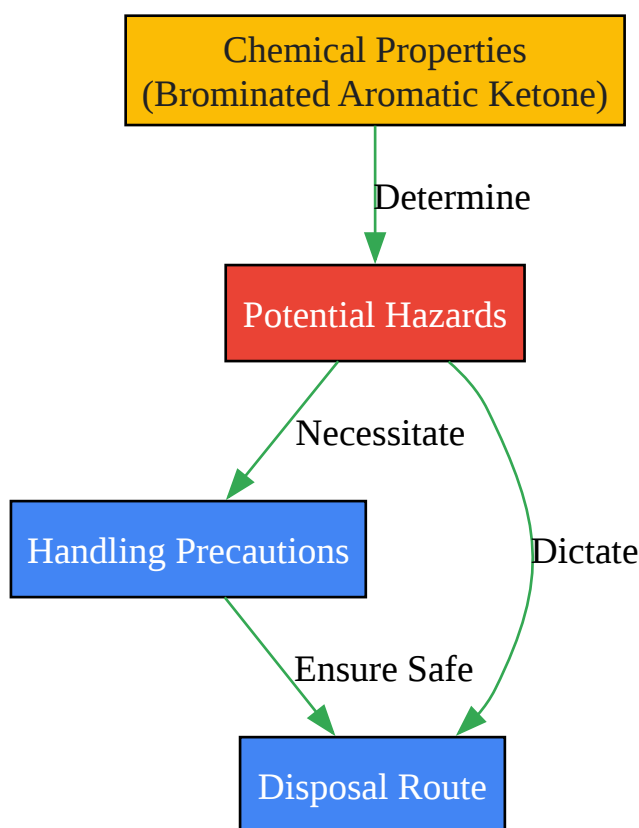 Chemical Properties
(Brominated Aromatic Ketone)
Determine
Potential Hazards
Necessitate
Handling Precautions
Dictate
Ensure Safe
Disposal Route